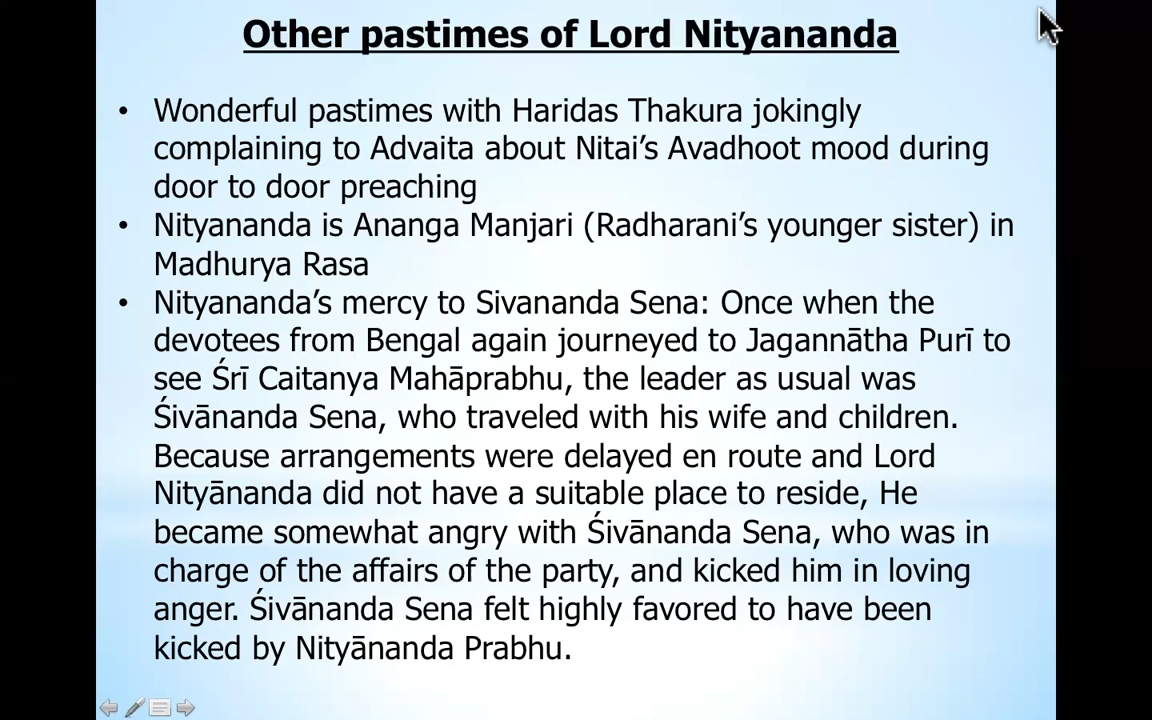 Other pastimes of Lord Nityananda
• Wonderful pastimes with Haridas Thakura jokingly
complaining to Advaita about Nitai’s Avadhoot mood during
door to door preaching
• Nityananda is Ananga Manjari (Radharani’s younger sister) in
Madhurya Rasa
• Nityananda’s mercy to Sivananda Sena: Once when the
devotees from Bengal again journeyed to Jagannātha Purī to
see Śrī Caitanya Mahāprabhu, the leader as usual was
Śivānanda Sena, who traveled with his wife and children.
Because arrangements were delayed en route and Lord
Nityānanda did not have a suitable place to reside, He
became somewhat angry with Śivānanda Sena, who was in
charge of the affairs of the party, and kicked him in loving
anger. Śivānanda Sena felt highly favored to have been
kicked by Nityānanda Prabhu.